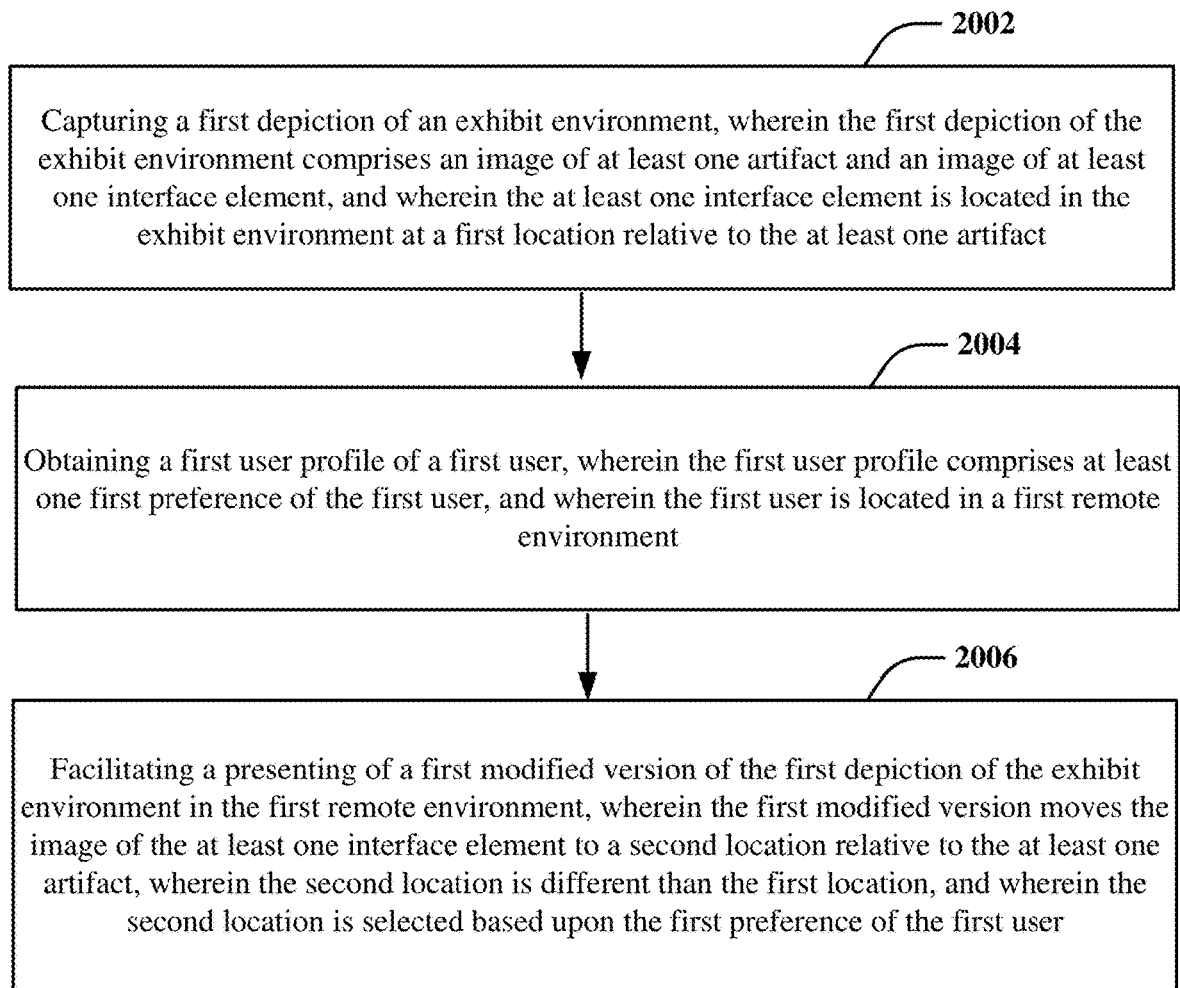 2002
Capturing a first depiction of an exhibit environment, wherein the first depiction of the
exhibit environment comprises an image of at least one artifact and an image of at least
one interface element, and wherein the at least one interface element is located in the
exhibit environment at a first location relative to the at least one artifact
2004
Obtaining a first user profile of a first user, wherein the first user profile comprises at least
one first preference of the first user, and wherein the first user is located in a first remote
environment
2006
Facilitating a presenting of a first modified version of the first depiction of the exhibit
environment in the first remote environment, wherein the first modified version moves the
image of the at least one interface element to a second location relative to the at least one
artifact, wherein the second location is different than the first location, and wherein the
second location is selected based upon the first preference of the first user